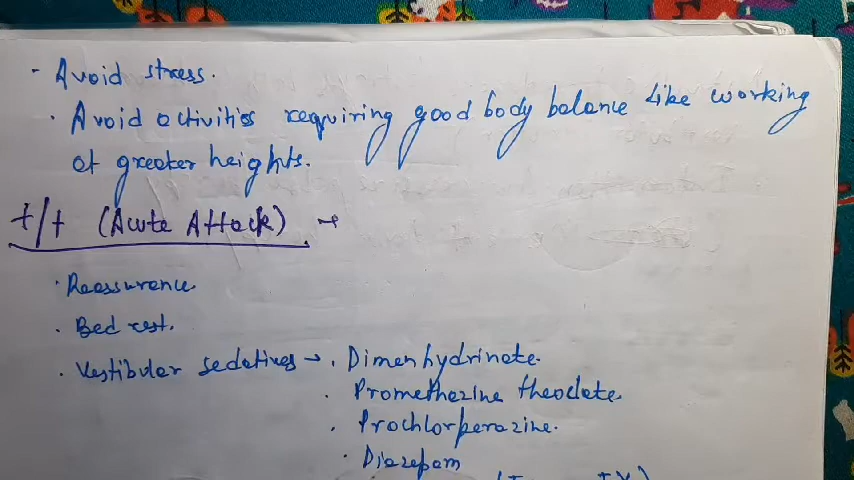 - Avoid stress.
· Avoid activities requiring good body balance like working
at greater heights.
t/t (Acute Attack) →
· Reassurance
· Bed rest.
· Vestibular sedatives → · Dimenhydrinate.
· Promethazine theoclate
· Prochlorperazine.
· Diazepam